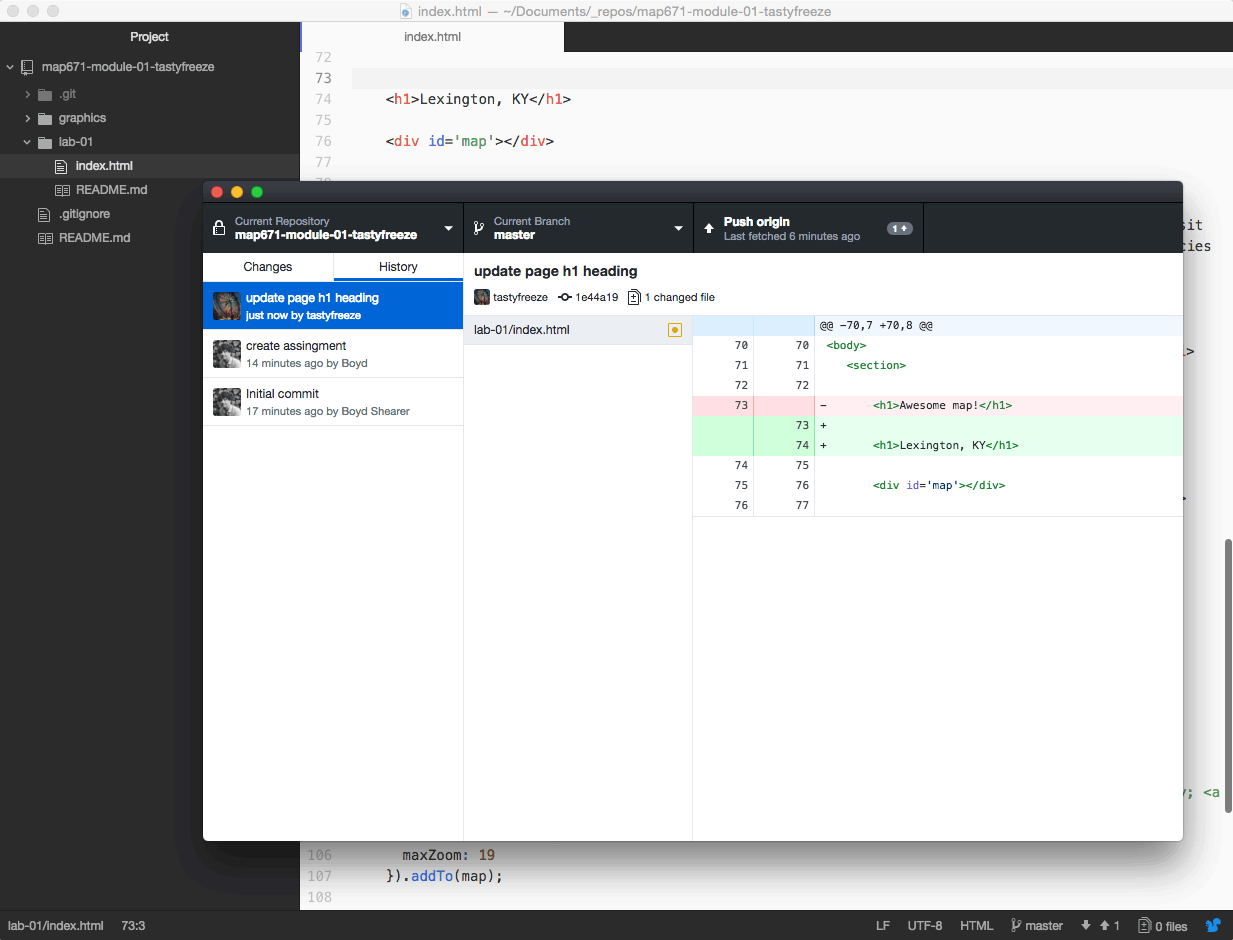 index.html — ~/Documents/_repos/map671-module-01-tastyfreeze
Project
map671-module-01-tastyfreeze
.git
graphics
lab-01
index.html
README.md
.gitignore
README.md
index.html
72
73
74 <h1>Lexington, KY</h1>
75
76 <div id='map'></div>
77
Current Repository
map671-module-01-tastyfreeze
Current Branch
master
Push origin
Last fetched 6 minutes ago
1
Changes
History
update page h1 heading
just now by tastyfreeze
create assingment
14 minutes ago by Boyd
Initial commit
17 minutes ago by Boyd Shearer
update page h1 heading
tastyfreeze 1e44a19 1 changed file
lab-01/index.html
@@ -70,7 +70,8 @@
70 70 <body>
71 71 <section>
72 72
73 - <h1>Awesome map!</h1>
73 +
74 + <h1>Lexington, KY</h1>
74 75
75 76 <div id='map'></div>
76 77
sit
cies
>
; <a
106 maxZoom: 19
107 }).addTo(map);
108
lab-01/index.html 73:3
LF UTF-8 HTML master 1 0 files